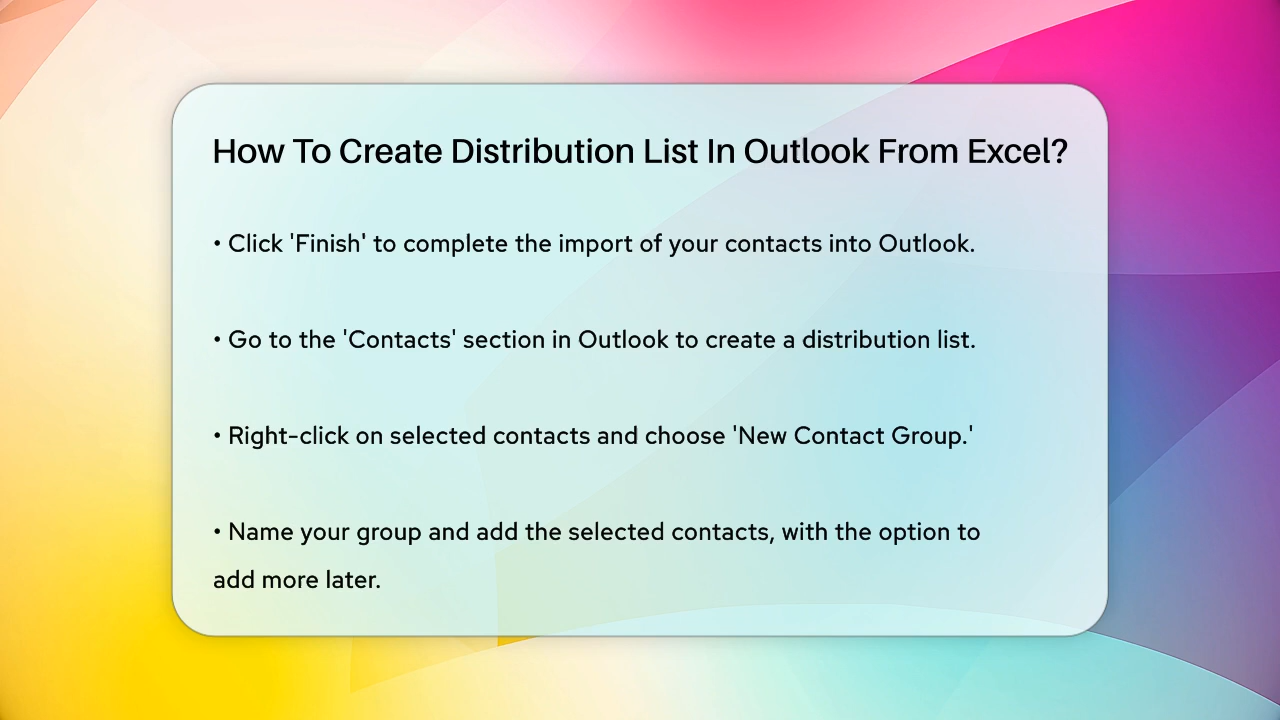 How To Create Distribution List In Outlook From Excel?
• Click 'Finish' to complete the import of your contacts into Outlook.
• Go to the 'Contacts' section in Outlook to create a distribution list.
• Right-click on selected contacts and choose 'New Contact Group.'
• Name your group and add the selected contacts, with the option to
add more later.